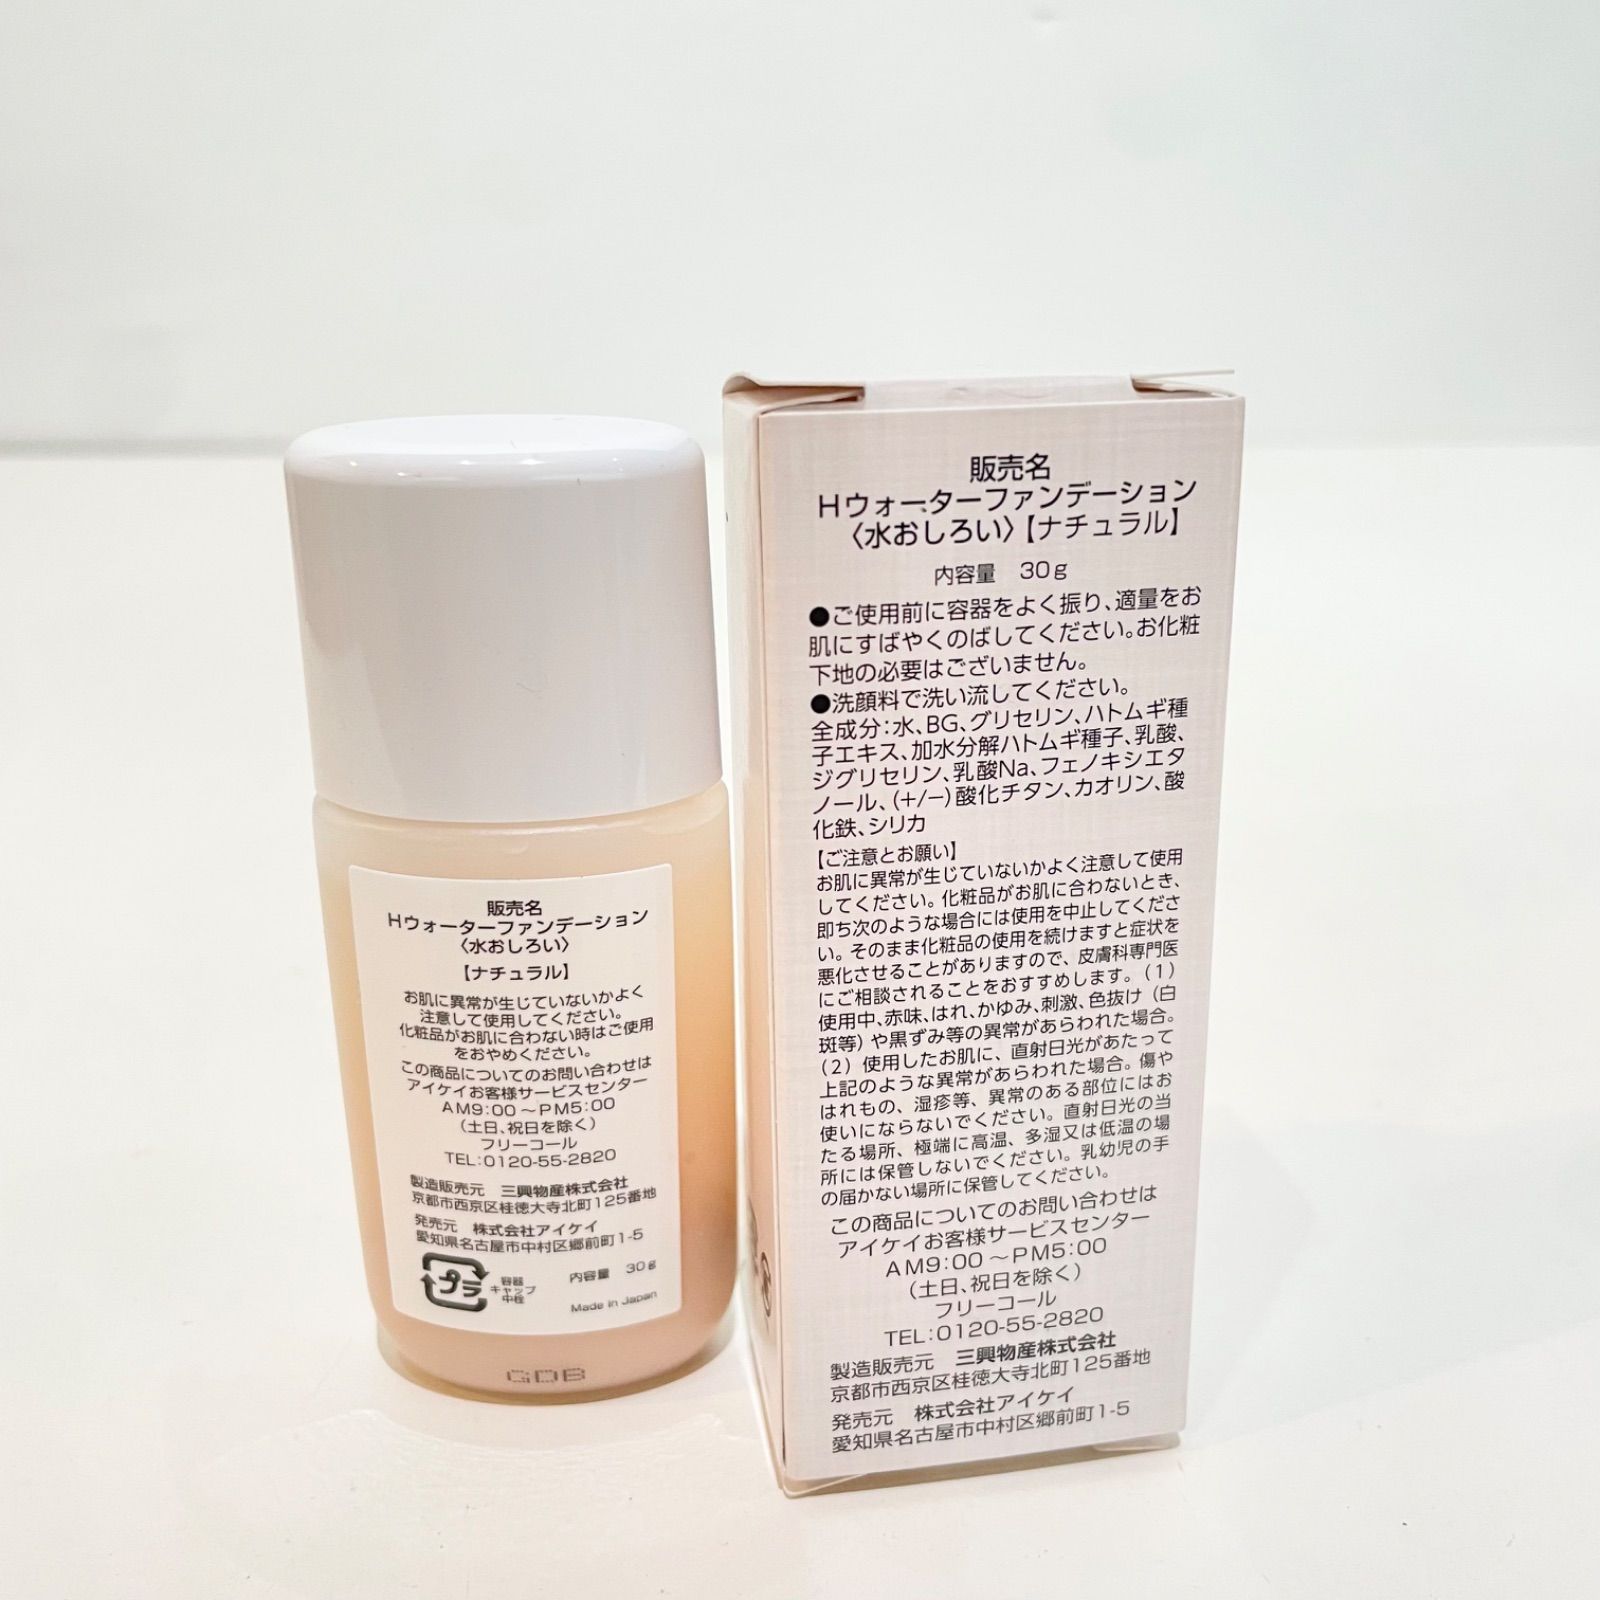 販売名
Hウォーターファンデーション
〈水おしろい〉
【ナチュラル】
お肌に異常が生じていないかよく
注意して使用してください。
化粧品がお肌に合わない時はご使用
をおやめください。
この商品についてのお問い合わせは
アイケイお客様サービスセンター
AM9:00～PM5:00
(土日、祝日を除く)
フリーコール
TEL:0120-55-2820
製造販売元 三興物産株式会社
京都市西京区桂徳大寺北町125番地
発売元 株式会社アイケイ
愛知県名古屋市中村区郷前町1-5
プラ
容器
キャップ
中栓
内容量 30g
Made in Japan
GDB
販売名
Hウォーターファンデーション
〈水おしろい〉【ナチュラル】
内容量 30g
●ご使用前に容器をよく振り、適量をお
肌にすばやくのばしてください。お化粧
下地の必要はございません。
●洗顔料で洗い流してください。
全成分:水、BG、グリセリン、ハトムギ種
子エキス、加水分解ハトムギ種子、乳酸、
ジグリセリン、乳酸Na、フェノキシエタ
ノール、(+/−)酸化チタン、カオリン、酸
化鉄、シリカ
【ご注意とお願い】
お肌に異常が生じていないかよく注意して使用
してください。化粧品がお肌に合わないとき、
即ち次のような場合には使用を中止してくださ
い。そのまま化粧品の使用を続けますと症状を
悪化させることがありますので、皮膚科専門医
にご相談されることをおすすめします。(1)
使用中、赤味、はれ、かゆみ、刺激、色抜け(白
斑等)や黒ずみ等の異常があらわれた場合。
(2)使用したお肌に、直射日光があたって
上記のような異常があらわれた場合。傷や
はれもの、湿疹等、異常のある部位にはお
使いにならないでください。直射日光の当
たる場所、極端に高温、多湿又は低温の場
所には保管しないでください。乳幼児の手
の届かない場所に保管してください。
この商品についてのお問い合わせは
アイケイお客様サービスセンター
AM9:00～PM5:00
(土日、祝日を除く)
フリーコール
TEL:0120-55-2820
製造販売元 三興物産株式会社
京都市西京区桂徳大寺北町125番地
発売元 株式会社アイケイ
愛知県名古屋市中村区郷前町1-5